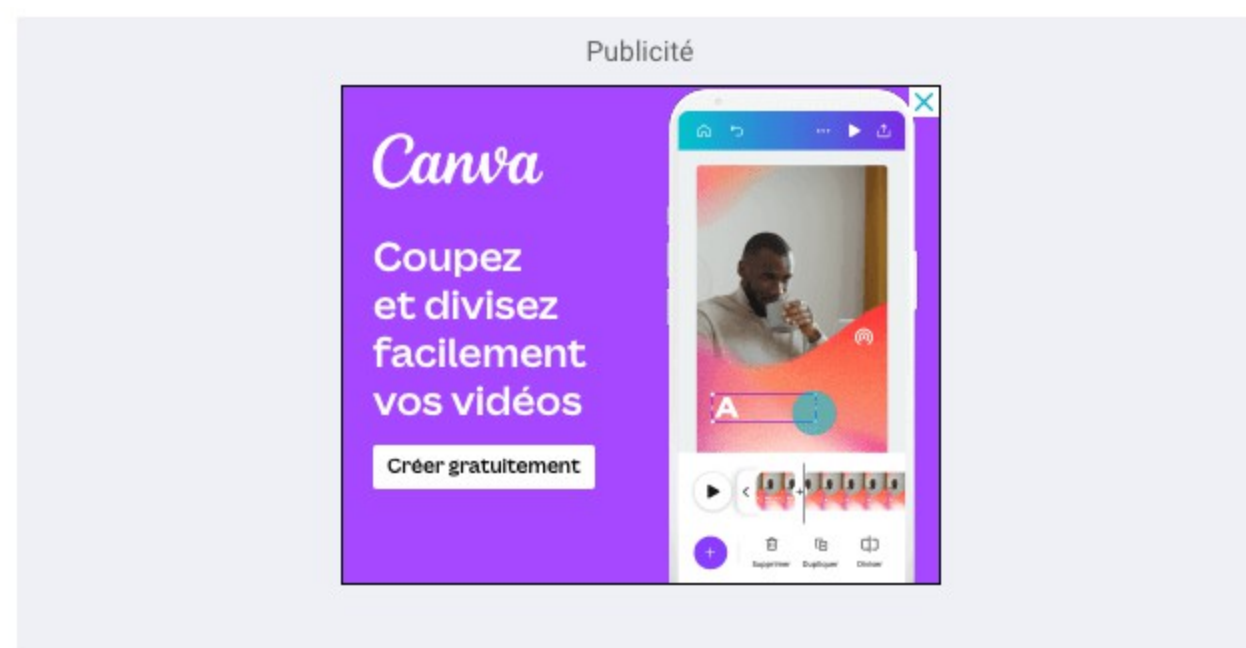 Publicité
Canva
Coupez
et divisez
facilement
vos vidéos
Créer gratuitement
A
Supprimer Dupliquer Diviser